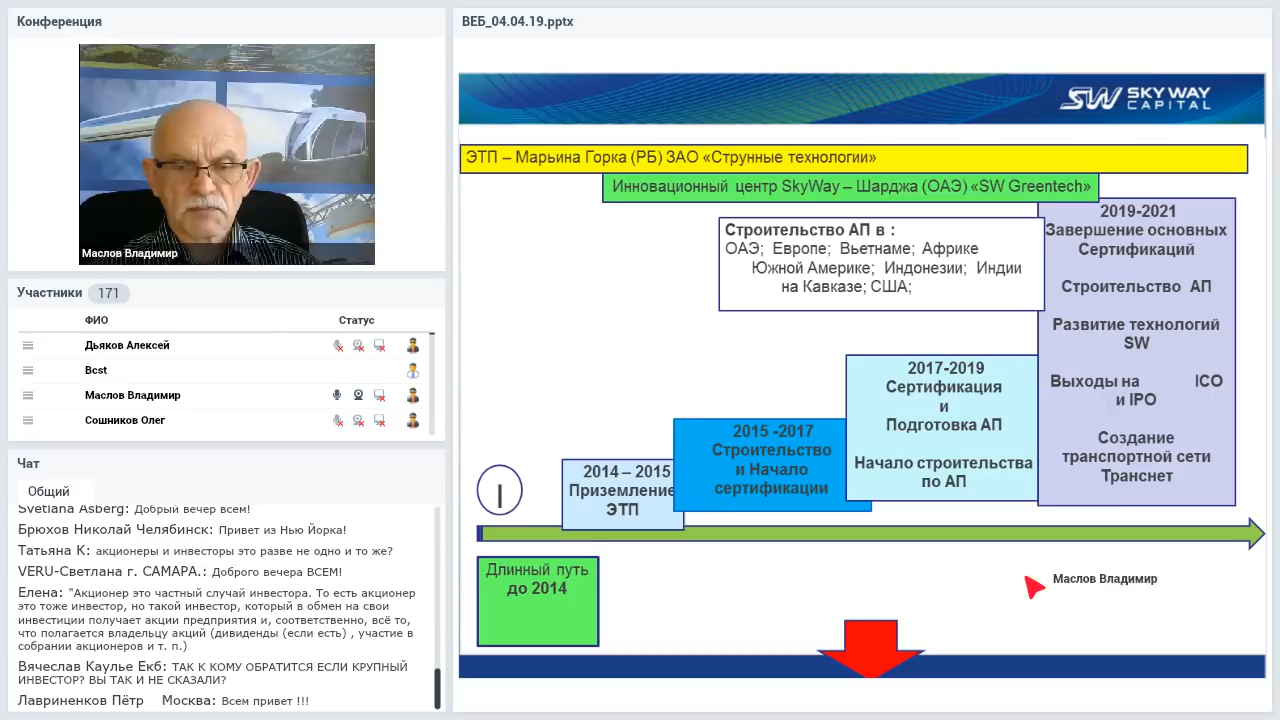 Конференция
Маслов Владимир
Участники 171
ФИО Статус
Дьяков Алексей
Bcst
Маслов Владимир
Сошников Олег
Чат
Общий
Svetlana Asberg: Добрый вечер всем!
Брюхов Николай Челябинск: Привет из Нью Йорка!
Татьяна К: акционеры и инвесторы это разве не одно и то же?
VERU-Светлана г. САМАРА.: Доброго вечера ВСЕМ!
Елена: "Акционер это частный случай инвестора. То есть акционер
это тоже инвестор, но такой инвестор, который в обмен на свои
инвестиции получает акции предприятия и, соответственно, всё то,
что полагается владельцу акций (дивиденды (если есть) , участие в
собрании акционеров и т. п.)
Вячеслав Каулье Екб: ТАК К КОМУ ОБРАТИТСЯ ЕСЛИ КРУПНЫЙ
ИНВЕСТОР? ВЫ ТАК И НЕ СКАЗАЛИ?
Лавриненков Пётр Москва: Всем привет !!!
ВЕБ_04.04.19.pptx
SW SKY WAY
CAPITAL
ЭТП – Марьина Горка (РБ) ЗАО «Струнные технологии»
Инновационный центр SkyWay – Шарджа (ОАЭ) «SW Greentech»
Строительство АП в :
ОАЭ; Европе; Вьетнаме; Африке
Южной Америке; Индонезии; Индии
на Кавказе; США;
2019-2021
Завершение основных
Сертификаций
Строительство АП
Развитие технологий
SW
Выходы на ICO
и IPO
Создание
транспортной сети
Транснет
2017-2019
Сертификация
и
Подготовка АП
Начало строительства
по АП
2015 -2017
Строительство
и Начало
сертификации
2014 – 2015
Приземление
ЭТП
I
Длинный путь
до 2014
Маслов Владимир